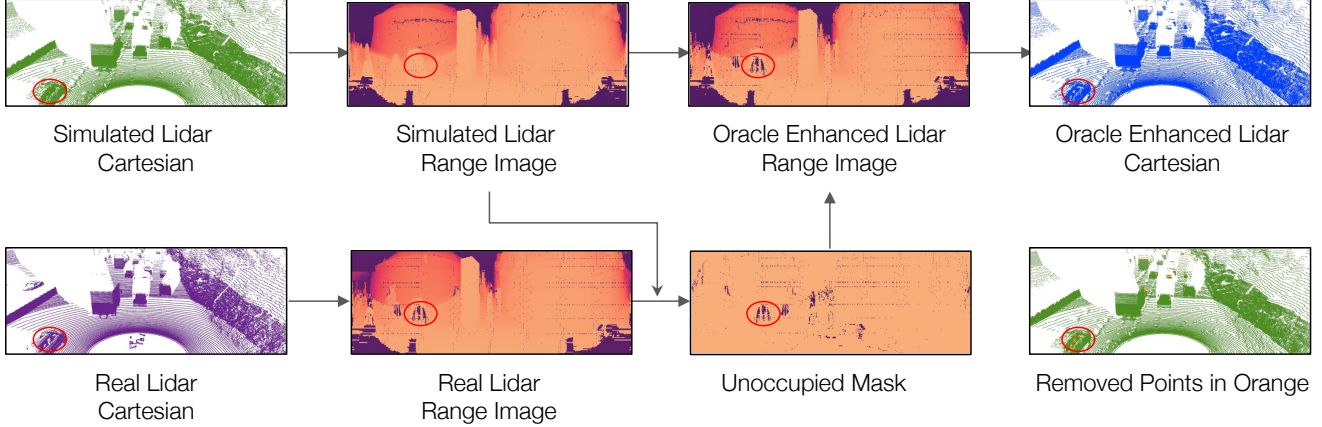 Simulated Lidar
Cartesian
Simulated Lidar
Range Image
Oracle Enhanced Lidar
Range Image
Oracle Enhanced Lidar
Cartesian
Real Lidar
Cartesian
Real Lidar
Range Image
Unoccupied Mask
Removed Points in Orange